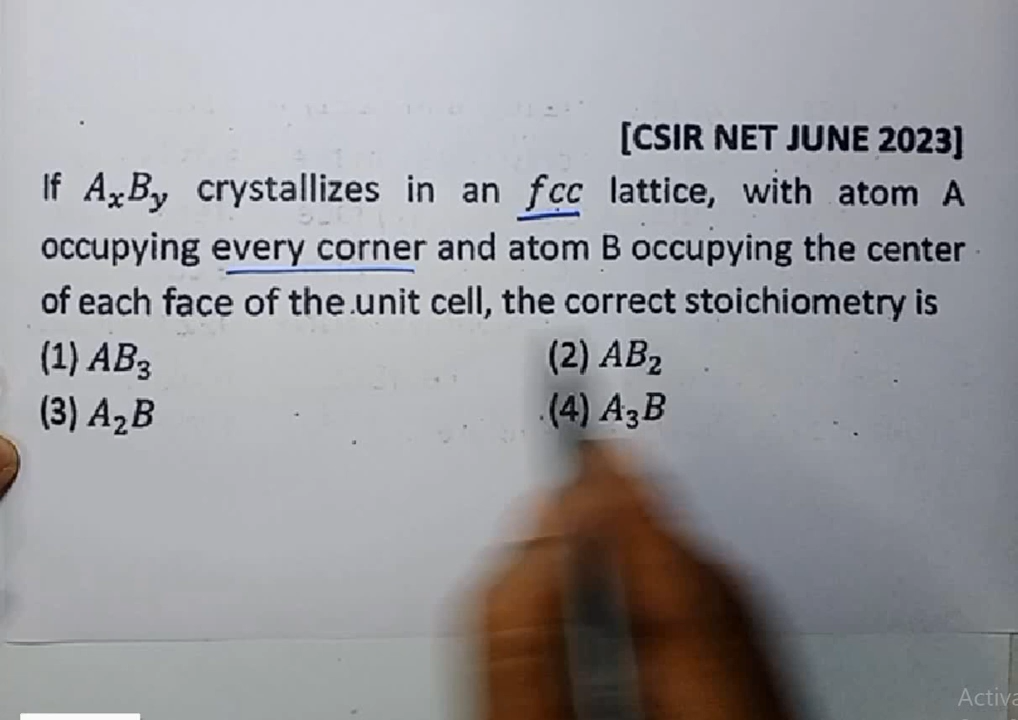 [CSIR NET JUNE 2023]
If AₓBᵧ crystallizes in an fcc lattice, with atom A
occupying every corner and atom B occupying the center
of each face of the unit cell, the correct stoichiometry is
(1) AB₃ (2) AB₂
(3) A₂B (4) A₃B